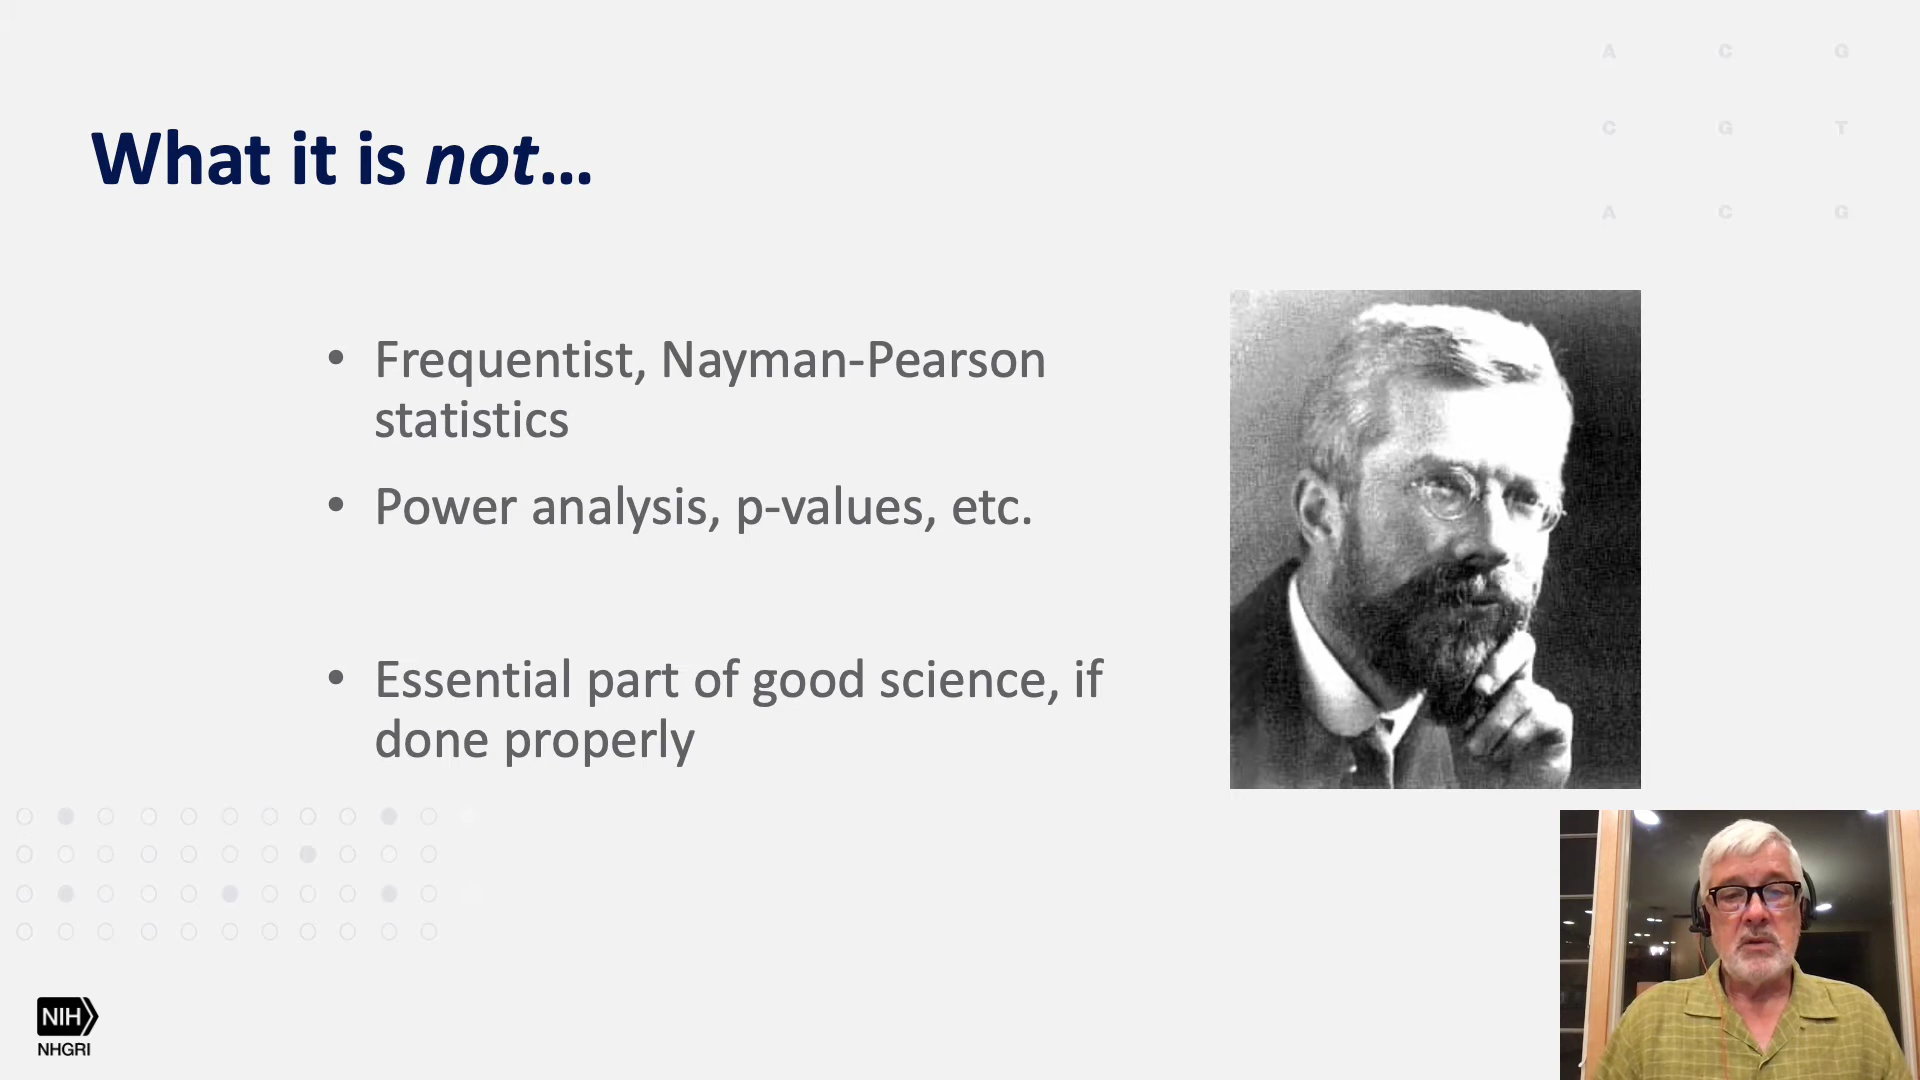 A C G
C G T
A C G
What it is not...
• Frequentist, Nayman-Pearson
statistics
• Power analysis, p-values, etc.
• Essential part of good science, if
done properly
NIH
NHGRI